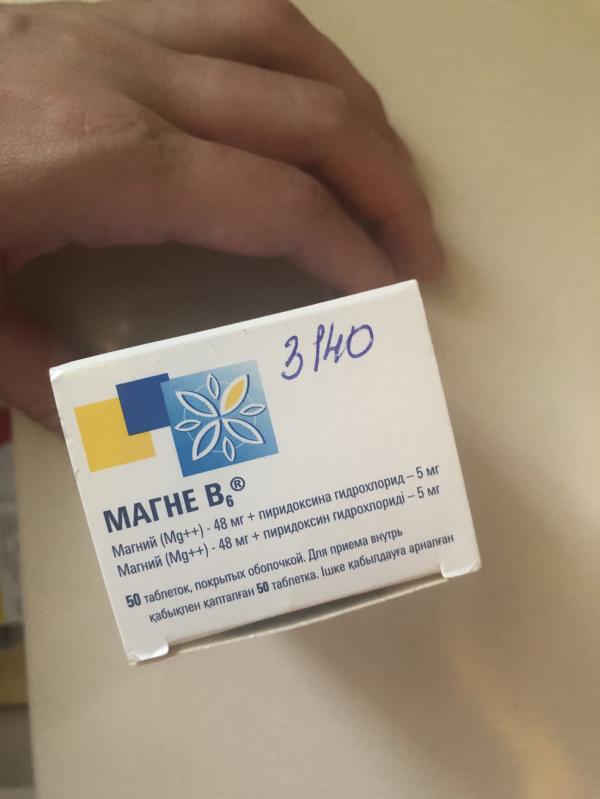 3140
МАГНЕ B₆®
Магний (Mg++) - 48 мг + пиридоксина гидрохлорид – 5 мг
Магний (Mg++) - 48 мг + пиридоксин гидрохлориді – 5 мг
50 таблеток, покрытых оболочкой. Для приема внутрь
қабықпен қапталған 50 таблетка. Ішке қабылдауға арналған